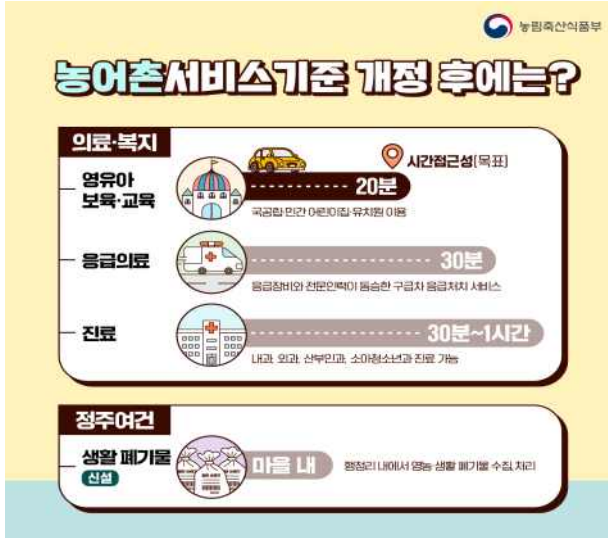 농림축산식품부
농어촌서비스기준 개정 후에는?
의료·복지
시간접근성(목표)
영유아
보육·교육
20분
국공립·민간 어린이집·유치원 이용
응급의료
30분
응급장비와 전문인력이 동승한 구급차 응급처치 서비스
진료
30분~1시간
내과, 외과, 산부인과, 소아청소년과 진료 가능
정주여건
생활 폐기물
신설
마을 내
행정리 내에서 영농·생활 폐기물 수집, 처리